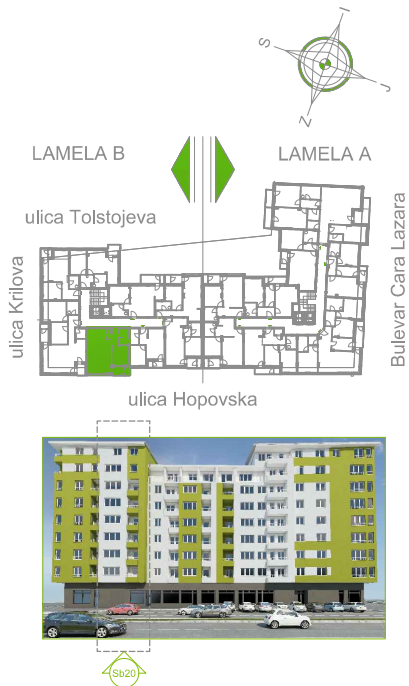 I
S
J
Z
LAMELA B
LAMELA A
ulica Tolstojeva
ulica Krilova
Bulevar Cara Lazara
ulica Hopovska
Sb20